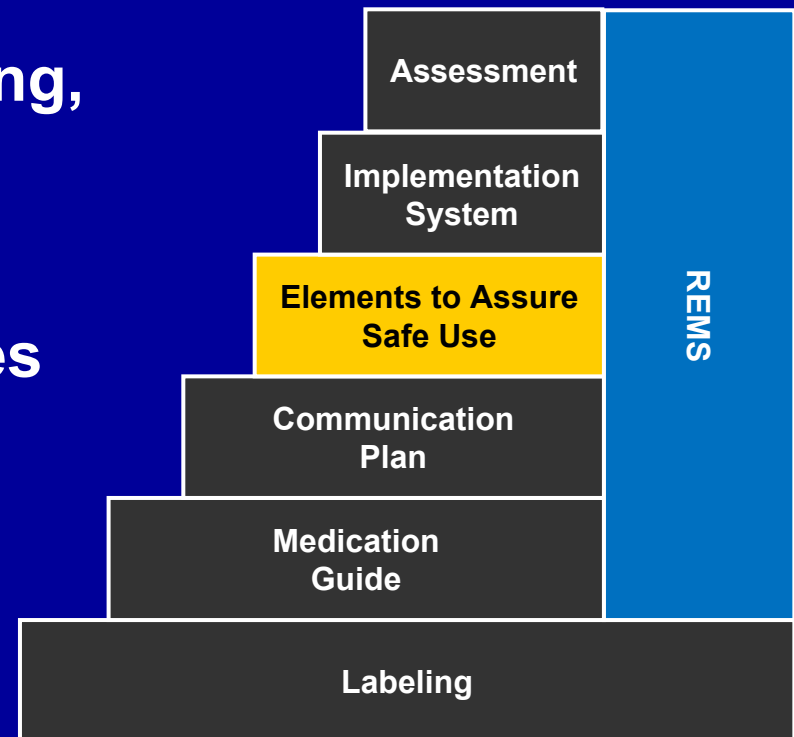 ng,
es
Assessment
Implementation
System
Elements to Assure
Safe Use
Communication
Plan
Medication
Guide
Labeling
REMS